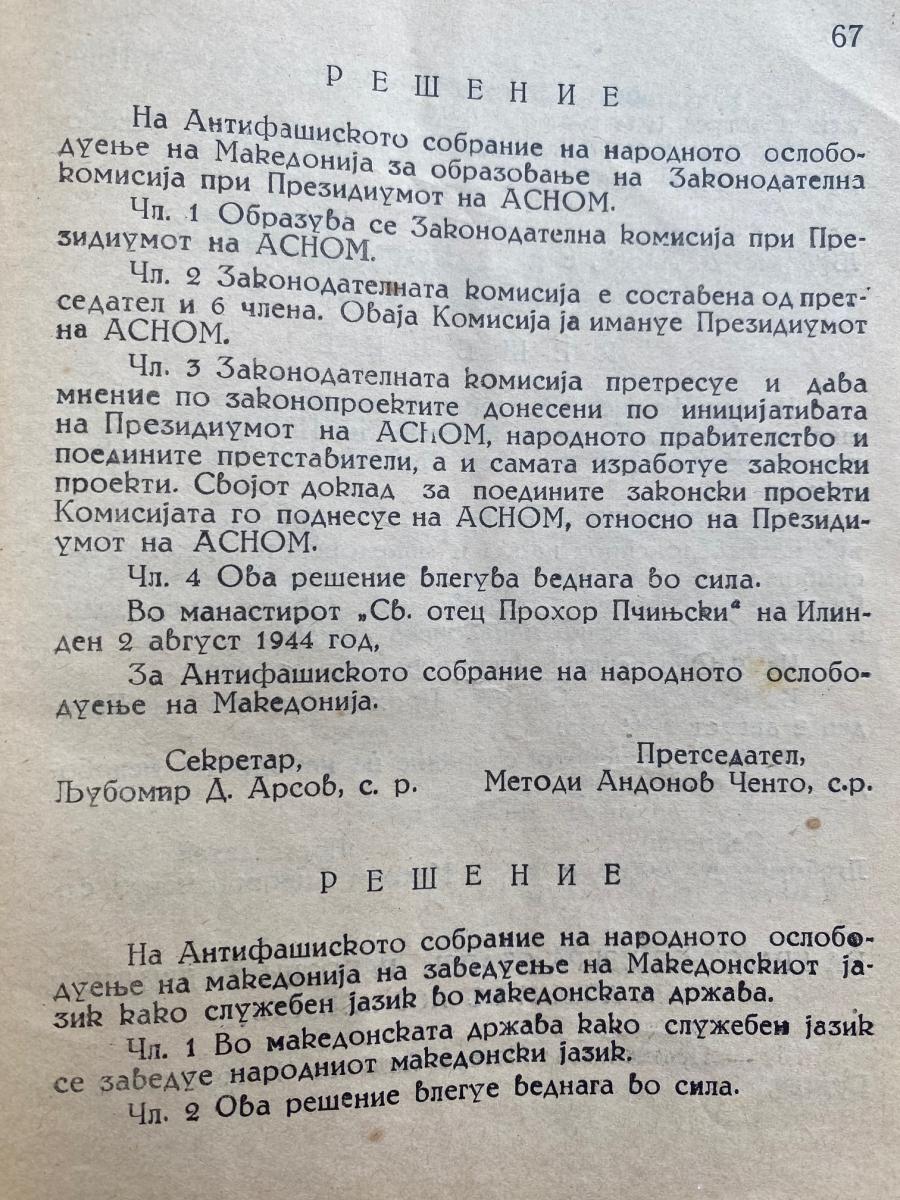 67
РЕШЕНИЕ
На Антифашиското собрание на народното ослобо-
дуење на Македонија за образовање на Законодателна
комисија при Президиумот на АСНОМ.
Чл. 1 Образува се Законодателна комисија при Пре-
зидиумот на АСНОМ.
Чл. 2 Законодателната комисија е составена од прет-
седател и 6 члена. Оваја Комисија ја именуе Президиумот
на АСНОМ.
Чл. 3 Законодателната комисија претресуе и дава
мнение по законопроектите донесени по иницијативата
на Президиумот на АСНОМ, народното правителство и
поедините претставители, а и самата изработуе законски
проекти. Својот доклад за поедините законски проекти
Комисијата го поднесуе на АСНОМ, относно на Президи-
умот на АСНОМ.
Чл. 4 Ова решение влегува веднага во сила.
Во манастирот „Св. отец Прохор Пчињски“ на Илин-
ден 2 август 1944 год,
За Антифашиското собрание на народното ослобо-
дуење на Македонија.
Секретар, Претседател,
Љубомир Д. Арсов, с. р. Методи Андонов Ченто, с.р.
РЕШЕНИЕ
На Антифашиското собрание на народното ослобо-
дуење на македонија на заведуење на Македонскиот ја-
зик како службен јазик во македонската држава.
Чл. 1 Во македонската држава како службен јазик
се заведуе народниот македонски јазик.
Чл. 2 Ова решение влегуе веднага во сила.